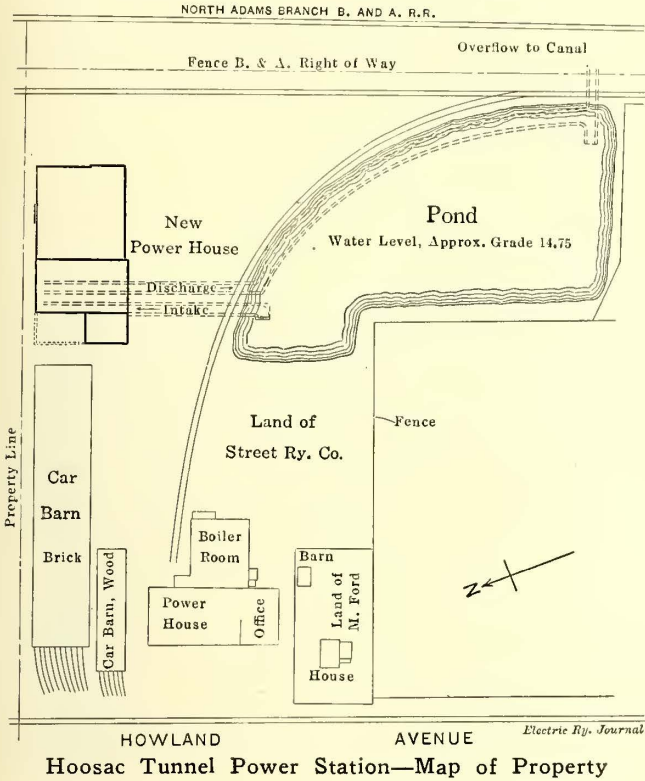 NORTH ADAMS BRANCH B. AND A. R.R.
Overflow to Canal
Fence B. & A. Right of Way
Pond
Water Level, Approx. Grade 14.75
New
Power House
Discharge
Intake
Property Line
Land of
Street Ry. Co.
Fence
Car
Barn
Brick
Car Barn, Wood
Boiler
Room
Power
House
Office
Barn
Land of
M. Ford
House
N
HOWLAND AVENUE
Electric Ry. Journal
Hoosac Tunnel Power Station—Map of Property